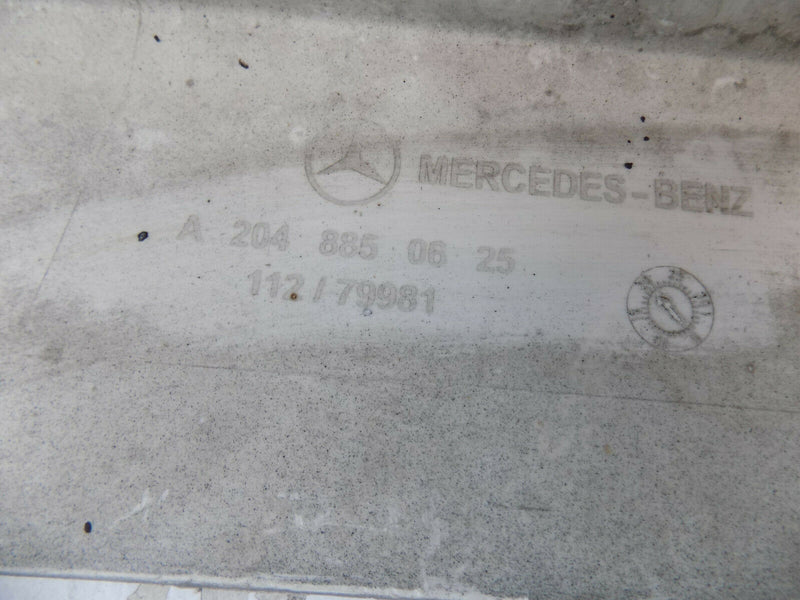 MERCEDES-BENZ
A 204 885 06 25
112 / 79981